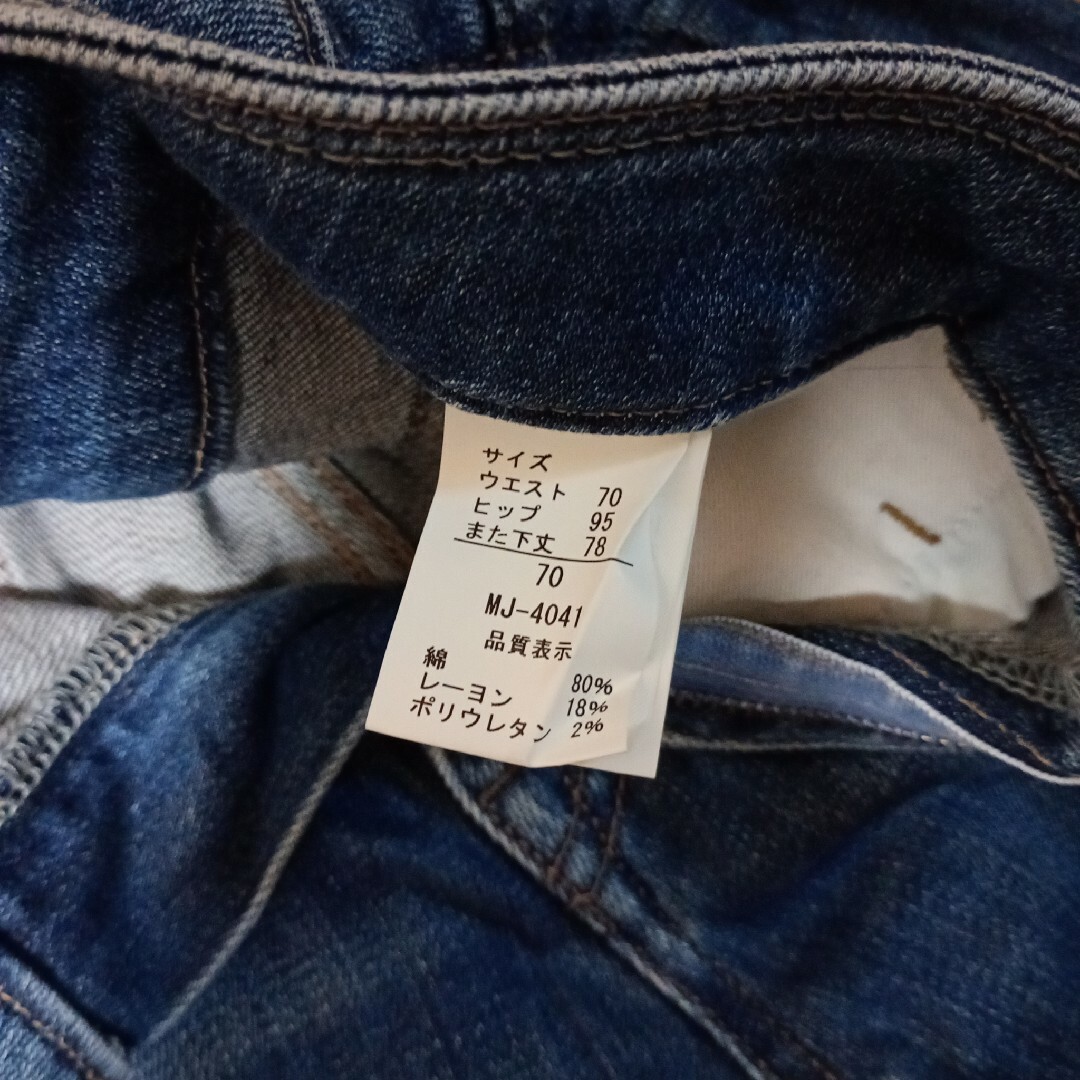 サイズ
ウエスト 70
ヒップ 95
また下丈 78
70
MJ-4041
品質表示
綿 80%
レーヨン 18%
ポリウレタン 2%